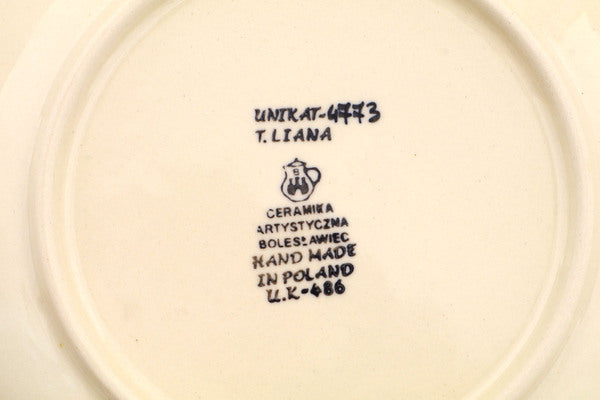 UNIKAT-4773
T. LIANA
B
CERAMIKA
ARTYSTYCZNA
BOLESŁAWIEC
HAND MADE
IN POLAND
U.K-486